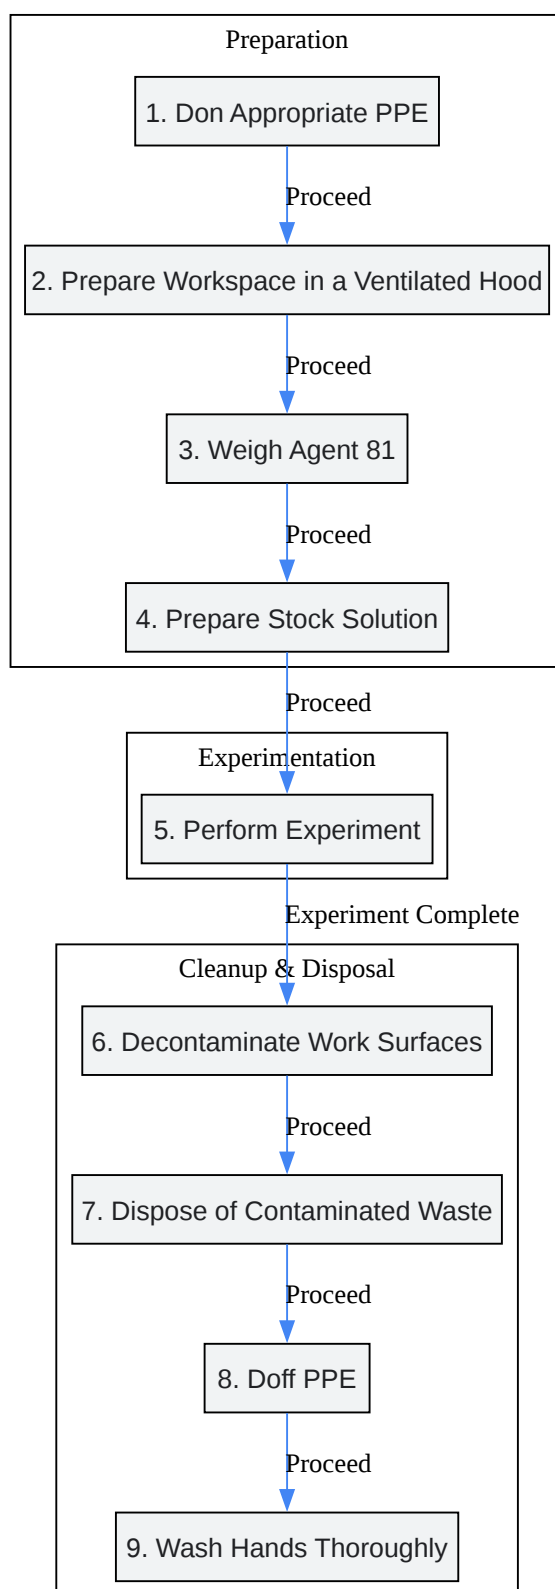 Preparation
1. Don Appropriate PPE
Proceed
2. Prepare Workspace in a Ventilated Hood
Proceed
3. Weigh Agent 81
Proceed
4. Prepare Stock Solution
Proceed
Experimentation
5. Perform Experiment
Experiment Complete
Cleanup & Disposal
6. Decontaminate Work Surfaces
Proceed
7. Dispose of Contaminated Waste
Proceed
8. Doff PPE
Proceed
9. Wash Hands Thoroughly